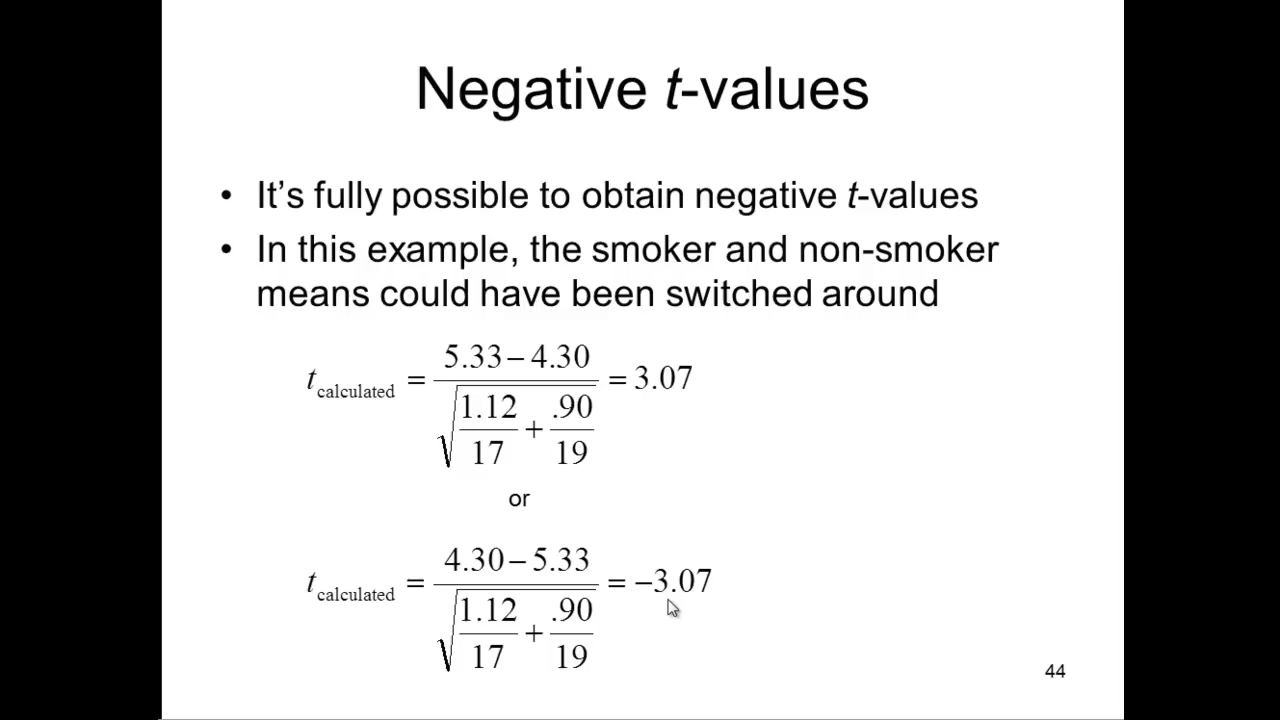 Negative t-values
• It's fully possible to obtain negative t-values
• In this example, the smoker and non-smoker
means could have been switched around
t calculated = (5.33 – 4.30) / √(1.12/17 + .90/19) = 3.07
or
t calculated = (4.30 – 5.33) / √(1.12/17 + .90/19) = –3.07
44